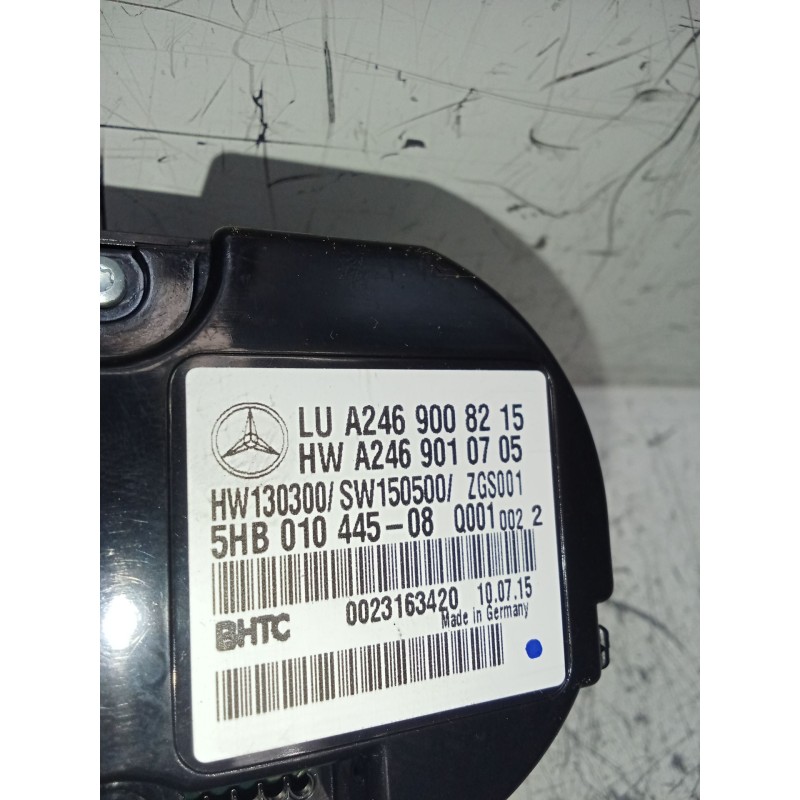 LU A246 900 82 15
HW A246 901 07 05
HW130300/ SW150500/ ZGS001
5HB 010 445-08 Q001 002 2
BHTC 0023163420 10.07.15
Made in Germany